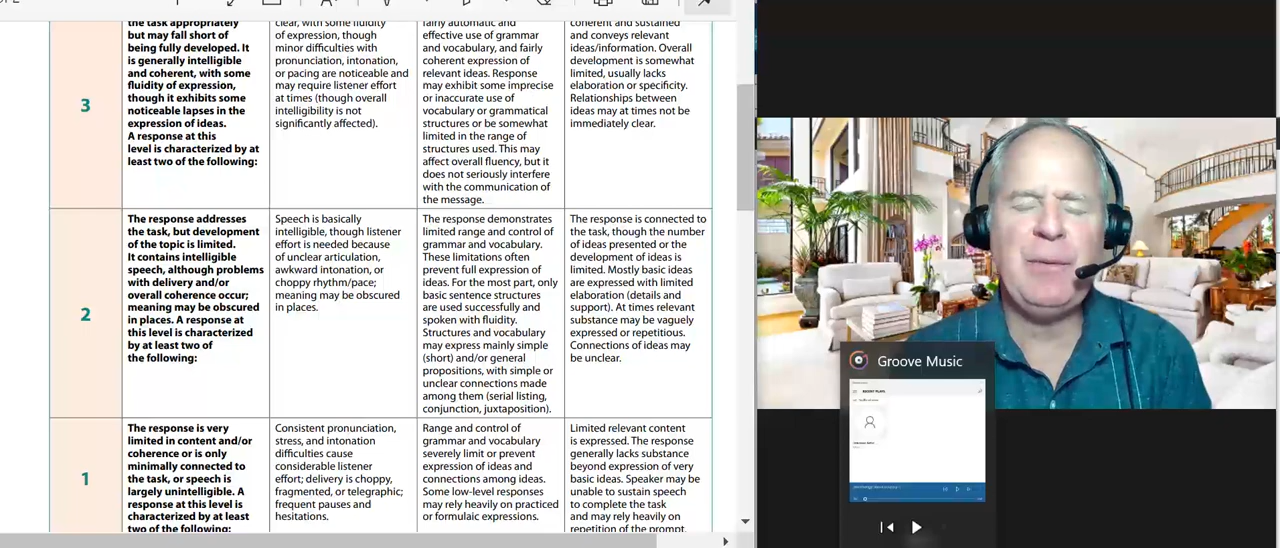 the task appropriately
but may fall short of
being fully developed. It
is generally intelligible
and coherent, with some
fluidity of expression,
though it exhibits some
noticeable lapses in the
expression of ideas.
A response at this
level is characterized by at
least two of the following:
clear, with some fluidity
of expression, though
minor difficulties with
pronunciation, intonation,
or pacing are noticeable and
may require listener effort
at times (though overall
intelligibility is not
significantly affected).
fairly automatic and
effective use of grammar
and vocabulary, and fairly
coherent expression of
relevant ideas. Response
may exhibit some imprecise
or inaccurate use of
vocabulary or grammatical
structures or be somewhat
limited in the range of
structures used. This may
affect overall fluency, but it
does not seriously interfere
with the communication of
the message.
coherent and sustained
and conveys relevant
ideas/information. Overall
development is somewhat
limited, usually lacks
elaboration or specificity.
Relationships between
ideas may at times not be
immediately clear.
3
The response addresses
the task, but development
of the topic is limited.
It contains intelligible
speech, although problems
with delivery and/or
overall coherence occur;
meaning may be obscured
in places. A response at
this level is characterized
by at least two of
the following:
Speech is basically
intelligible, though listener
effort is needed because
of unclear articulation,
awkward intonation, or
choppy rhythm/pace;
meaning may be obscured
in places.
The response demonstrates
limited range and control of
grammar and vocabulary.
These limitations often
prevent full expression of
ideas. For the most part, only
basic sentence structures
are used successfully and
spoken with fluidity.
Structures and vocabulary
may express mainly simple
(short) and/or general
propositions, with simple or
unclear connections made
among them (serial listing,
conjunction, juxtaposition).
The response is connected to
the task, though the number
of ideas presented or the
development of ideas is
limited. Mostly basic ideas
are expressed with limited
elaboration (details and
support). At times relevant
substance may be vaguely
expressed or repetitious.
Connections of ideas may
be unclear.
2
The response is very
limited in content and/or
coherence or is only
minimally connected to
the task, or speech is
largely unintelligible. A
response at this level is
characterized by at least
two of the following:
Consistent pronunciation,
stress, and intonation
difficulties cause
considerable listener
effort; delivery is choppy,
fragmented, or telegraphic;
frequent pauses and
hesitations.
Range and control of
grammar and vocabulary
severely limit or prevent
expression of ideas and
connections among ideas.
Some low-level responses
may rely heavily on practiced
or formulaic expressions.
Limited relevant content
is expressed. The response
generally lacks substance
beyond expression of very
basic ideas. Speaker may be
unable to sustain speech
to complete the task
and may rely heavily on
repetition of the prompt.
1
Groove Music